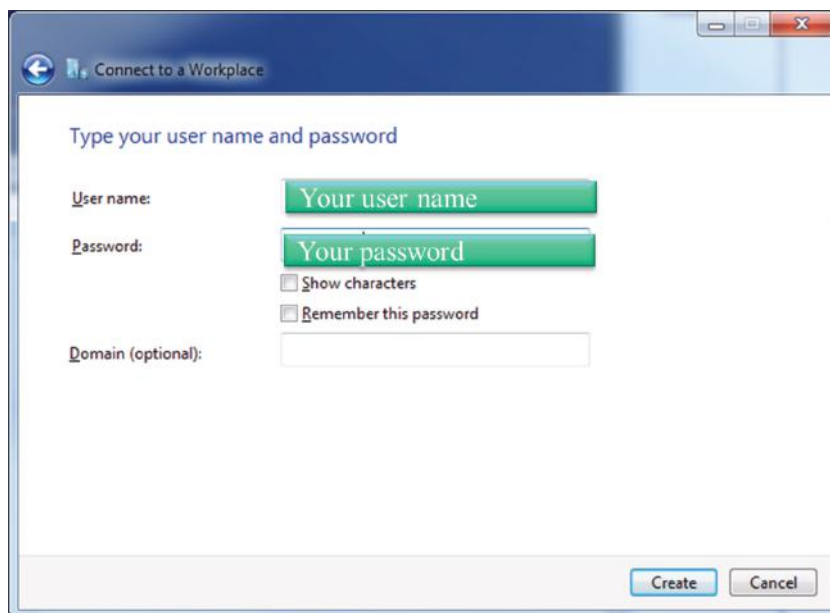 Connect to a Workplace
Type your user name and password
User name: Your user name
Password: Your password
Show characters
Remember this password
Domain (optional):
Create Cancel